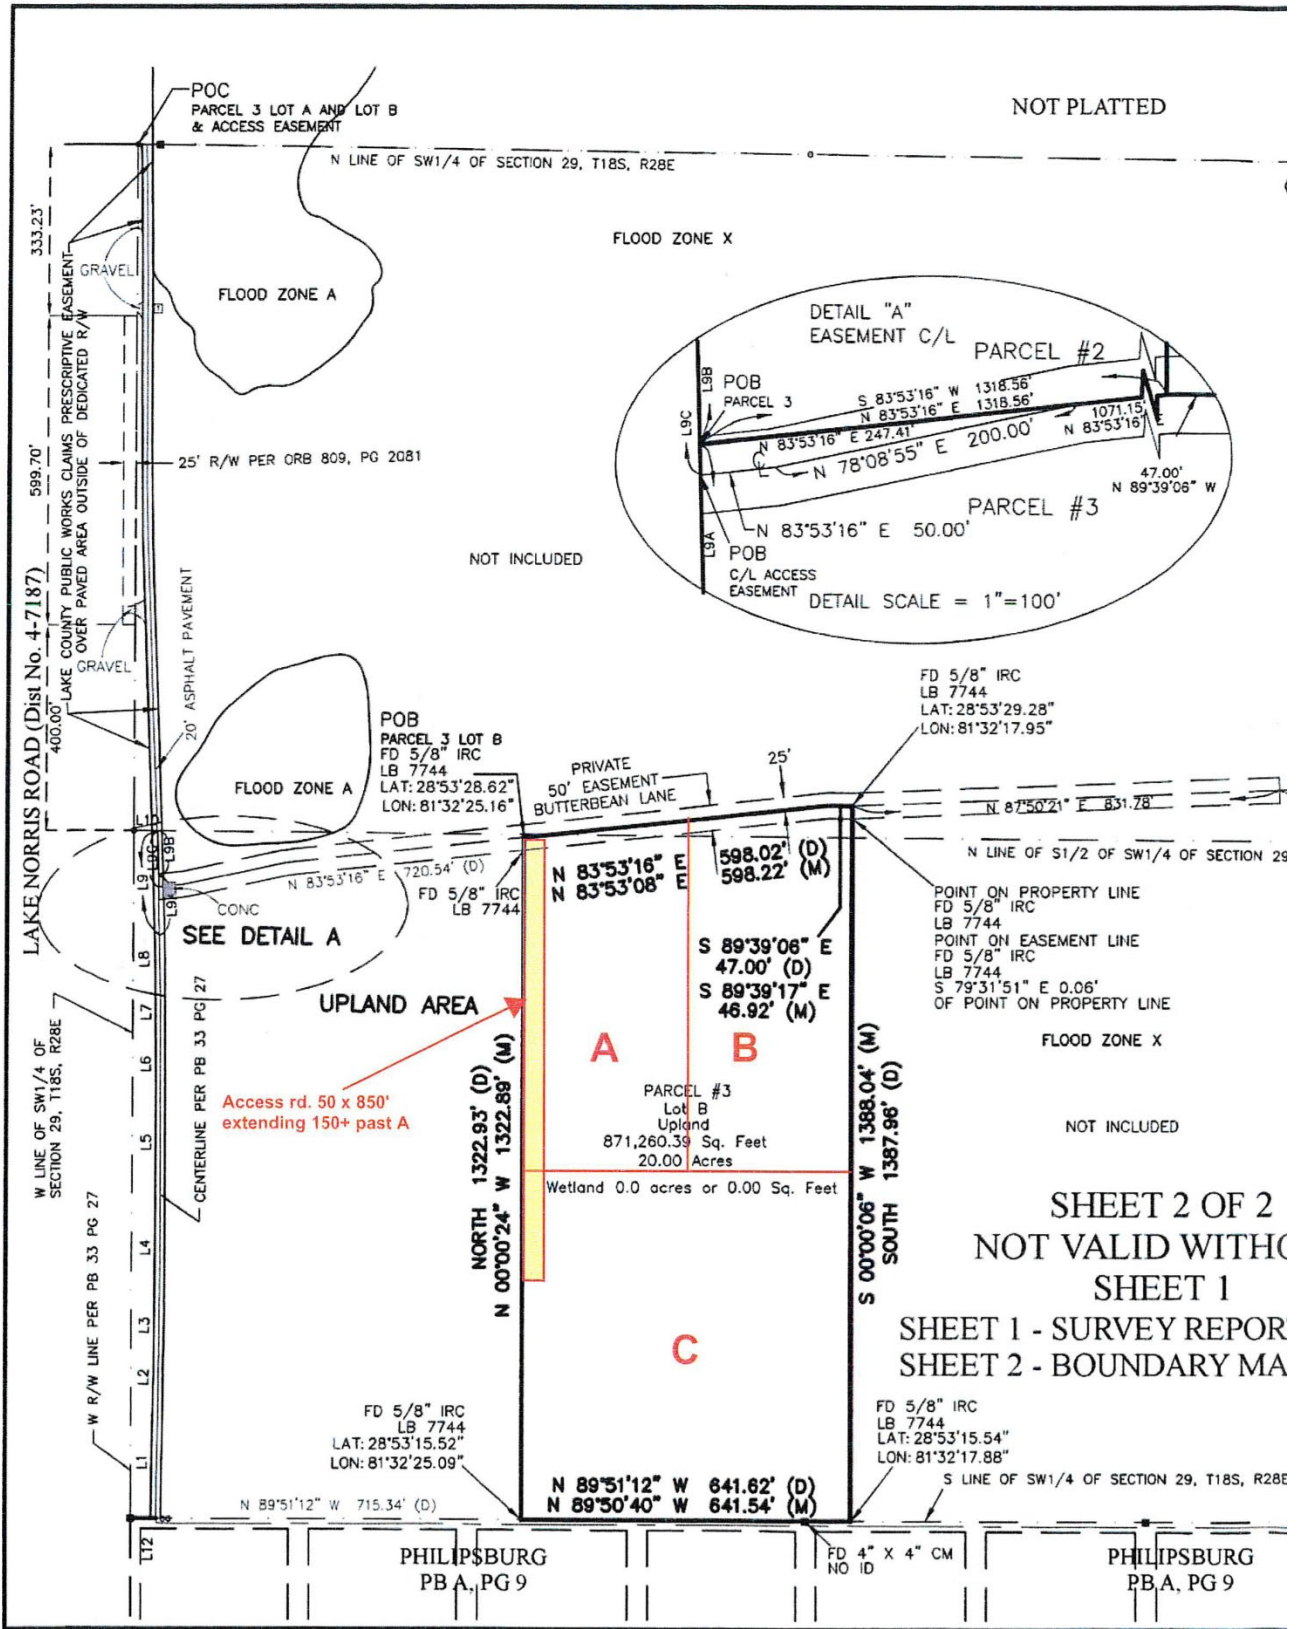 POC
PARCEL 3 LOT A AND LOT B
& ACCESS EASEMENT
NOT PLATTED
N LINE OF SW1/4 OF SECTION 29, T18S, R28E
333.23'
599.70'
400.00'
LAKE NORRIS ROAD (Dist No. 4-7187)
LAKE COUNTY PUBLIC WORKS CLAIMS PRESCRIPTIVE EASEMENT
OVER PAVED AREA OUTSIDE OF DEDICATED R/W
GRAVEL
FLOOD ZONE A
FLOOD ZONE X
25' R/W PER ORB 809, PG 2081
GRAVEL
20' ASPHALT PAVEMENT
NOT INCLUDED
DETAIL "A"
EASEMENT C/L
PARCEL #2
L9B
L9C
POB
PARCEL 3
S 83°53'16" W 1318.56'
N 83°53'16" E 1318.56'
1071.15'
N 83°53'16" E
N 83°53'16" E 247.41'
N 78°08'55" E 200.00'
47.00'
N 89°39'06" W
PARCEL #3
N 83°53'16" E 50.00'
L9A
POB
C/L ACCESS
EASEMENT
DETAIL SCALE = 1"=100'
FLOOD ZONE A
POB
PARCEL 3 LOT B
FD 5/8" IRC
LB 7744
LAT: 28°53'28.62"
LON: 81°32'25.16"
PRIVATE
50' EASEMENT
BUTTERBEAN LANE
25'
FD 5/8" IRC
LB 7744
LAT: 28°53'29.28"
LON: 81°32'17.95"
N 87°50'21" E 831.78'
N LINE OF S1/2 OF SW1/4 OF SECTION 29
L9C
L9B
L9
N 83°53'16" E 720.54' (D)
CONC
SEE DETAIL A
FD 5/8" IRC
LB 7744
N 83°53'16" E 598.02' (D)
N 83°53'08" E 598.22' (M)
S 89°39'06" E
47.00' (D)
S 89°39'17" E
46.92' (M)
POINT ON PROPERTY LINE
FD 5/8" IRC
LB 7744
POINT ON EASEMENT LINE
FD 5/8" IRC
LB 7744
S 79°31'51" E 0.06'
OF POINT ON PROPERTY LINE
FLOOD ZONE X
NOT INCLUDED
UPLAND AREA
Access rd. 50 x 850'
extending 150+ past A
A
B
PARCEL #3
Lot B
Upland
871,260.39 Sq. Feet
20.00 Acres
Wetland 0.0 acres or 0.00 Sq. Feet
C
NORTH 1322.93' (D)
N 00°00'24" W 1322.89' (M)
S 00°00'06" W 1388.04' (M)
SOUTH 1387.96' (D)
W LINE OF SW1/4 OF
SECTION 29, T18S, R28E
W R/W LINE PER PB 33 PG 27
CENTERLINE PER PB 33 PG 27
L8
L7
L6
L5
L4
L3
L2
L1
L12
SHEET 2 OF 2
NOT VALID WITHO
SHEET 1
SHEET 1 - SURVEY REPOR
SHEET 2 - BOUNDARY MA
FD 5/8" IRC
LB 7744
LAT: 28°53'15.52"
LON: 81°32'25.09"
FD 5/8" IRC
LB 7744
LAT: 28°53'15.54"
LON: 81°32'17.88"
N 89°51'12" W 715.34' (D)
N 89°51'12" W 641.62' (D)
N 89°50'40" W 641.54' (M)
S LINE OF SW1/4 OF SECTION 29, T18S, R28E
FD 4" X 4" CM
NO ID
PHILIPSBURG
PB A, PG 9
PHILIPSBURG
PB A, PG 9